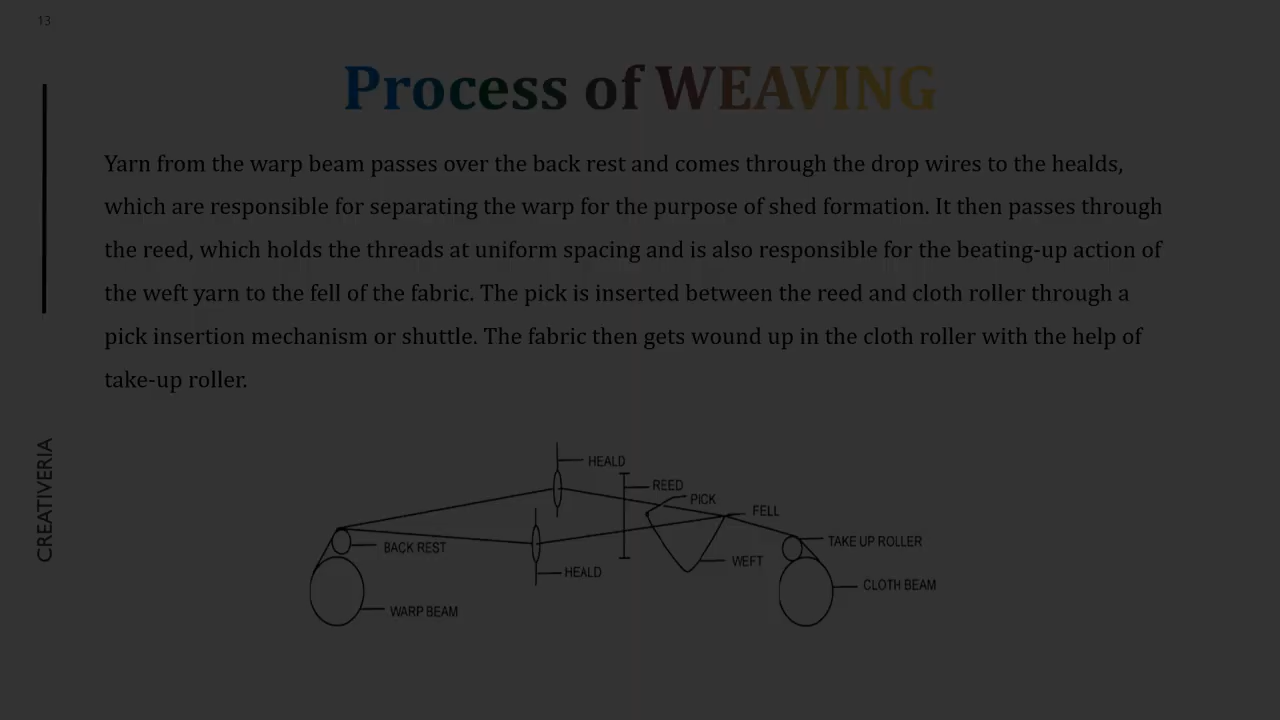 13
Process of WEAVING
Yarn from the warp beam passes over the back rest and comes through the drop wires to the healds,
which are responsible for separating the warp for the purpose of shed formation. It then passes through
the reed, which holds the threads at uniform spacing and is also responsible for the beating-up action of
the weft yarn to the fell of the fabric. The pick is inserted between the reed and cloth roller through a
pick insertion mechanism or shuttle. The fabric then gets wound up in the cloth roller with the help of
take-up roller.
CREATIVERIA
HEALD
REED
PICK
FELL
TAKE UP ROLLER
BACK REST
WEFT
HEALD
CLOTH BEAM
WARP BEAM